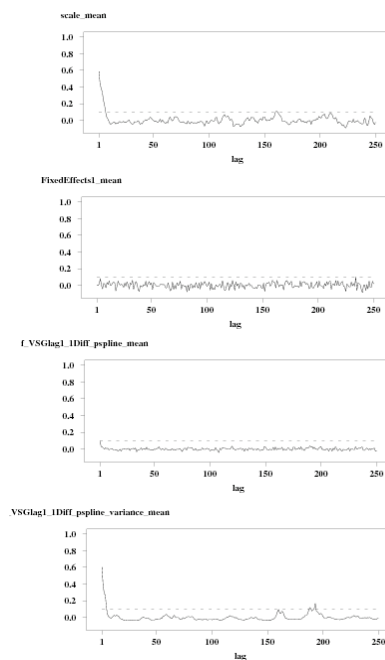 scale_mean
1.0
0.8
0.6
0.4
0.2
0.0
1 50 100 150 200 250
lag
FixedEffects1_mean
1.0
0.8
0.6
0.4
0.2
0.0
1 50 100 150 200 250
lag
f_VSGlag1_1Diff_pspline_mean
1.0
0.8
0.6
0.4
0.2
0.0
1 50 100 150 200 250
lag
_VSGlag1_1Diff_pspline_variance_mean
1.0
0.8
0.6
0.4
0.2
0.0
1 50 100 150 200 250
lag